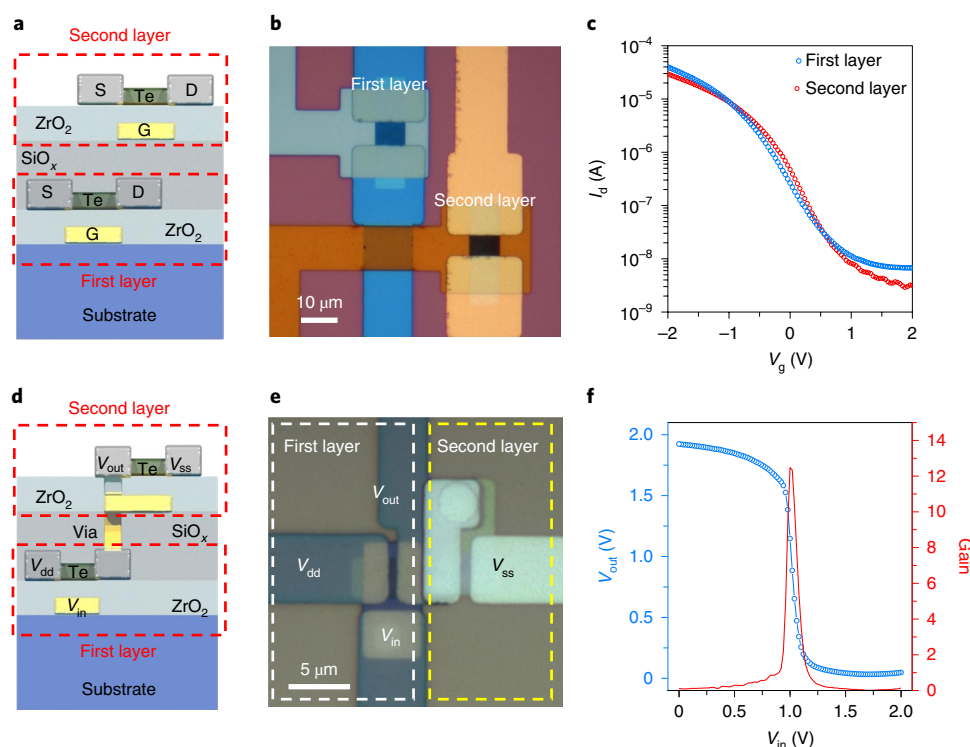 a
Second layer
S
Te
D
ZrO2
G
SiOx
S
Te
D
G
ZrO2
First layer
Substrate
b
First layer
Second layer
10 μm
c
10−4
10−5
10−6
10−7
10−8
10−9
Id (A)
First layer
Second layer
−2
−1
0
1
2
Vg (V)
d
Second layer
Vout
Te
Vss
ZrO2
Via
SiOx
Vdd
Te
Vin
ZrO2
First layer
Substrate
e
First layer
Second layer
Vout
Vdd
Vss
Vin
5 μm
f
2.0
1.5
1.0
0.5
0
Vout (V)
14
12
10
8
6
4
2
0
Gain
0
0.5
1.0
1.5
2.0
Vin (V)